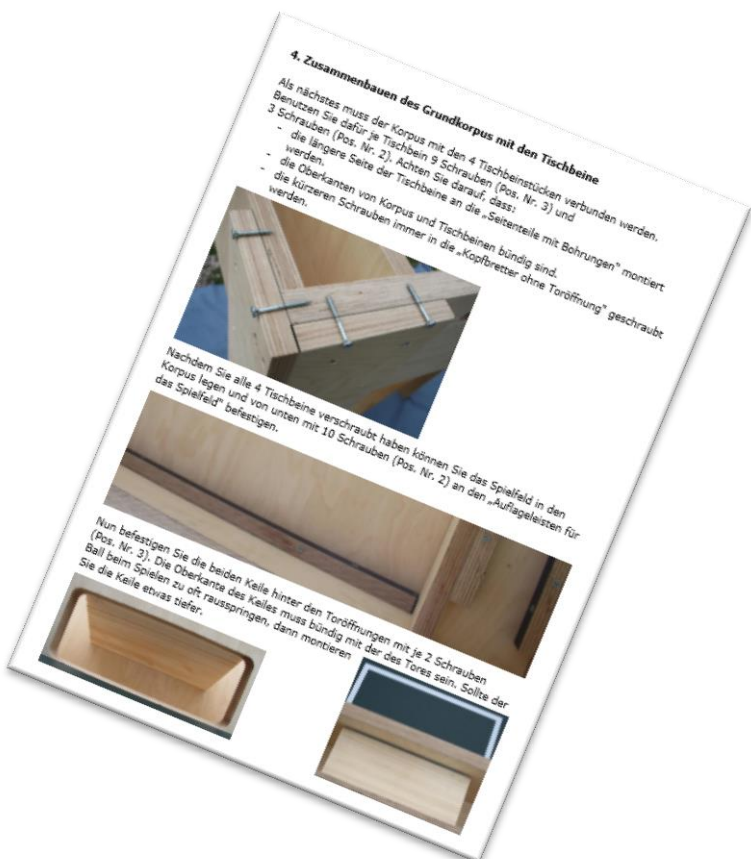 4. Zusammenbauen des Grundkorpus mit den Tischbeine
Als nächstes muss der Korpus mit den 4 Tischbeinstücken verbunden werden.
Benutzen Sie dafür je Tischbein 9 Schrauben (Pos. Nr. 3) und
3 Schrauben (Pos. Nr. 2). Achten Sie darauf, dass:
- die längere Seite der Tischbeine an die „Seitenteile mit Bohrungen" montiert
werden.
- die Oberkanten von Korpus und Tischbeinen bündig sind.
- die kürzeren Schrauben immer in die „Kopfbretter ohne Toröffnung" geschraubt
werden.
Nachdem Sie alle 4 Tischbeine verschraubt haben können Sie das Spielfeld in den
Korpus legen und von unten mit 10 Schrauben (Pos. Nr. 2) an den „Auflageleisten für
das Spielfeld" befestigen.
Nun befestigen Sie die beiden Keile hinter den Toröffnungen mit je 2 Schrauben
(Pos. Nr. 3). Die Oberkante des Keiles muss bündig mit der des Tores sein. Sollte der
Ball beim Spielen zu oft rausspringen, dann montieren
Sie die Keile etwas tiefer.